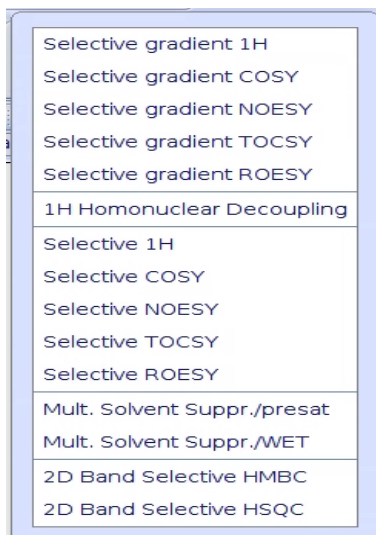 Selective gradient 1H
Selective gradient COSY
Selective gradient NOESY
Selective gradient TOCSY
Selective gradient ROESY
1H Homonuclear Decoupling
Selective 1H
Selective COSY
Selective NOESY
Selective TOCSY
Selective ROESY
Mult. Solvent Suppr./presat
Mult. Solvent Suppr./WET
2D Band Selective HMBC
2D Band Selective HSQC